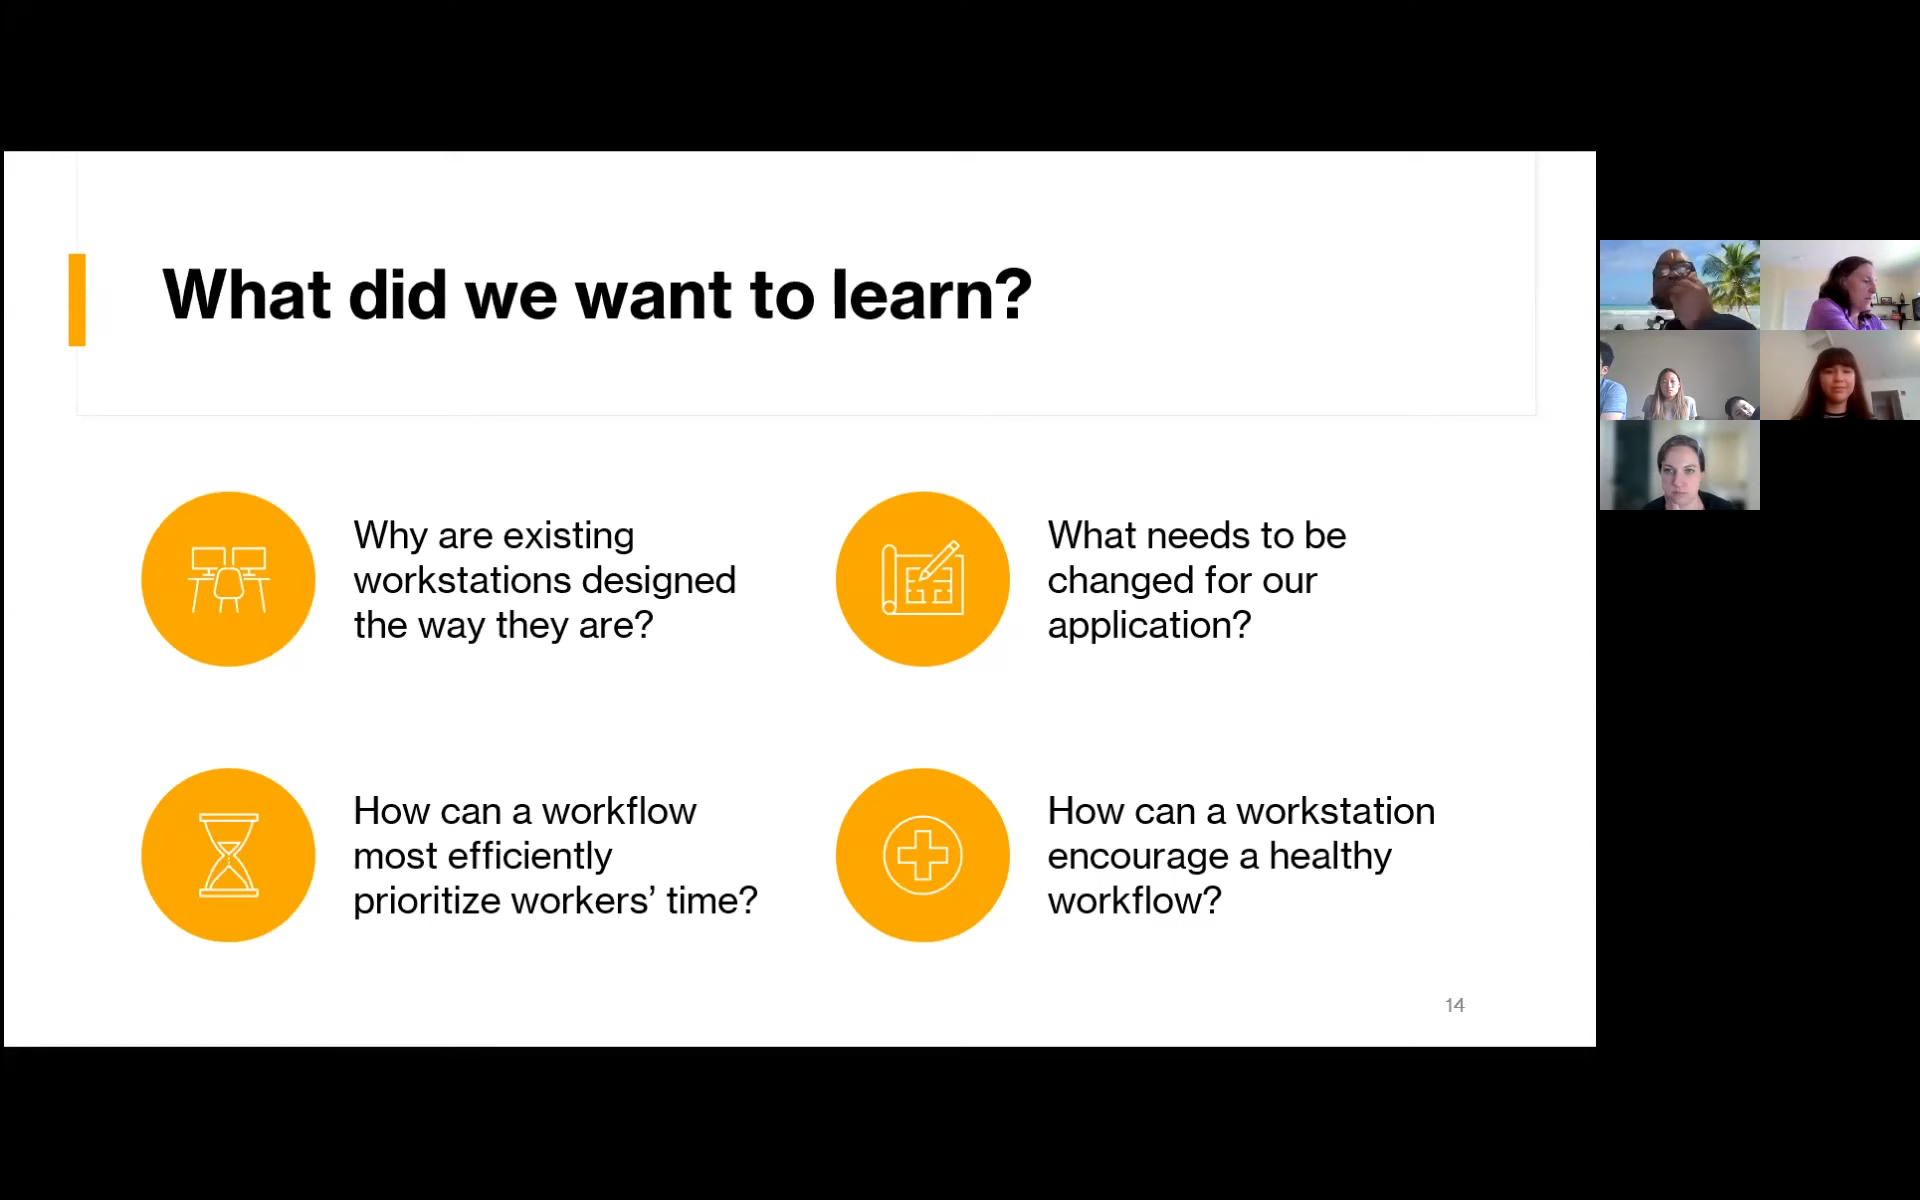 What did we want to learn?
Why are existing
workstations designed
the way they are?
What needs to be
changed for our
application?
How can a workflow
most efficiently
prioritize workers’ time?
How can a workstation
encourage a healthy
workflow?
14